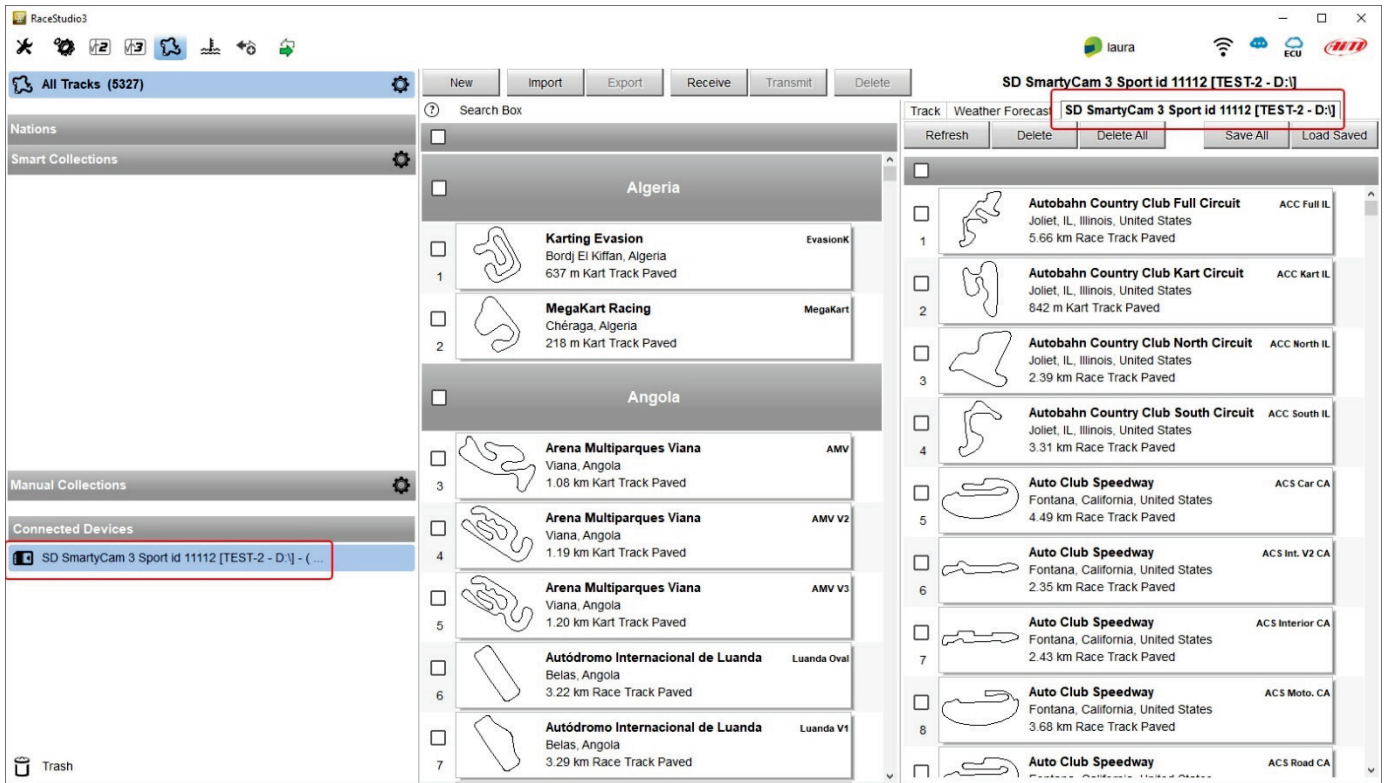 RaceStudio3
laura
ECU
AiM
All Tracks (5327)
Nations
Smart Collections
Manual Collections
Connected Devices
SD SmartyCam 3 Sport id 11112 [TEST-2 - D:\] - ( ...
Trash
New Import Export Receive Transmit Delete
Search Box
Algeria
1
Karting Evasion EvasionK
Bordj El Kiffan, Algeria
637 m Kart Track Paved
2
MegaKart Racing MegaKart
Chéraga, Algeria
218 m Kart Track Paved
Angola
3
Arena Multiparques Viana AMV
Viana, Angola
1.08 km Kart Track Paved
4
Arena Multiparques Viana AMV V2
Viana, Angola
1.19 km Kart Track Paved
5
Arena Multiparques Viana AMV V3
Viana, Angola
1.20 km Kart Track Paved
6
Autódromo Internacional de Luanda Luanda Oval
Belas, Angola
3.22 km Race Track Paved
7
Autódromo Internacional de Luanda Luanda V1
Belas, Angola
3.29 km Race Track Paved
SD SmartyCam 3 Sport id 11112 [TEST-2 - D:\]
Track Weather Forecast SD SmartyCam 3 Sport id 11112 [TEST-2 - D:\]
Refresh Delete Delete All Save All Load Saved
1
Autobahn Country Club Full Circuit ACC Full IL
Joliet, IL, Illinois, United States
5.66 km Race Track Paved
2
Autobahn Country Club Kart Circuit ACC Kart IL
Joliet, IL, Illinois, United States
842 m Kart Track Paved
3
Autobahn Country Club North Circuit ACC North IL
Joliet, IL, Illinois, United States
2.39 km Race Track Paved
4
Autobahn Country Club South Circuit ACC South IL
Joliet, IL, Illinois, United States
3.31 km Race Track Paved
5
Auto Club Speedway ACS Car CA
Fontana, California, United States
4.49 km Race Track Paved
6
Auto Club Speedway ACS Int. V2 CA
Fontana, California, United States
2.35 km Race Track Paved
7
Auto Club Speedway ACS Interior CA
Fontana, California, United States
2.43 km Race Track Paved
8
Auto Club Speedway ACS Moto. CA
Fontana, California, United States
3.68 km Race Track Paved
Auto Club Speedway ACS Road CA